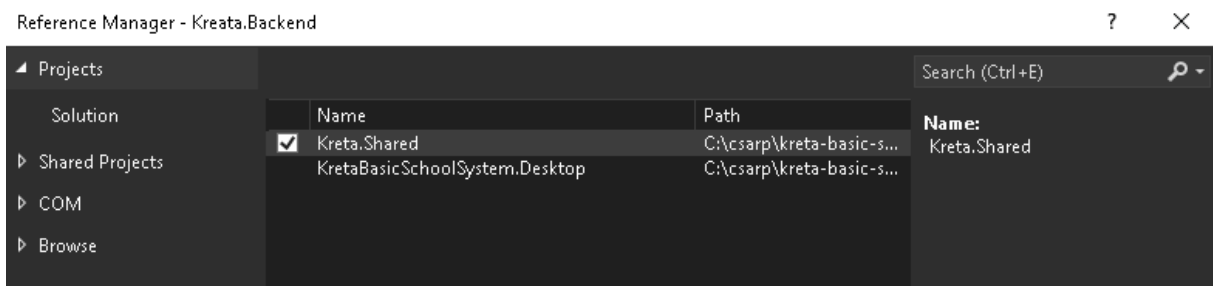 Reference Manager - Kreata.Backend
? ×
Projects
Search (Ctrl+E)
Solution
Name Path
Name:
Kreta.Shared C:\csarp\kreta-basic-s...
Kreta.Shared
Shared Projects
KretaBasicSchoolSystem.Desktop C:\csarp\kreta-basic-s...
COM
Browse